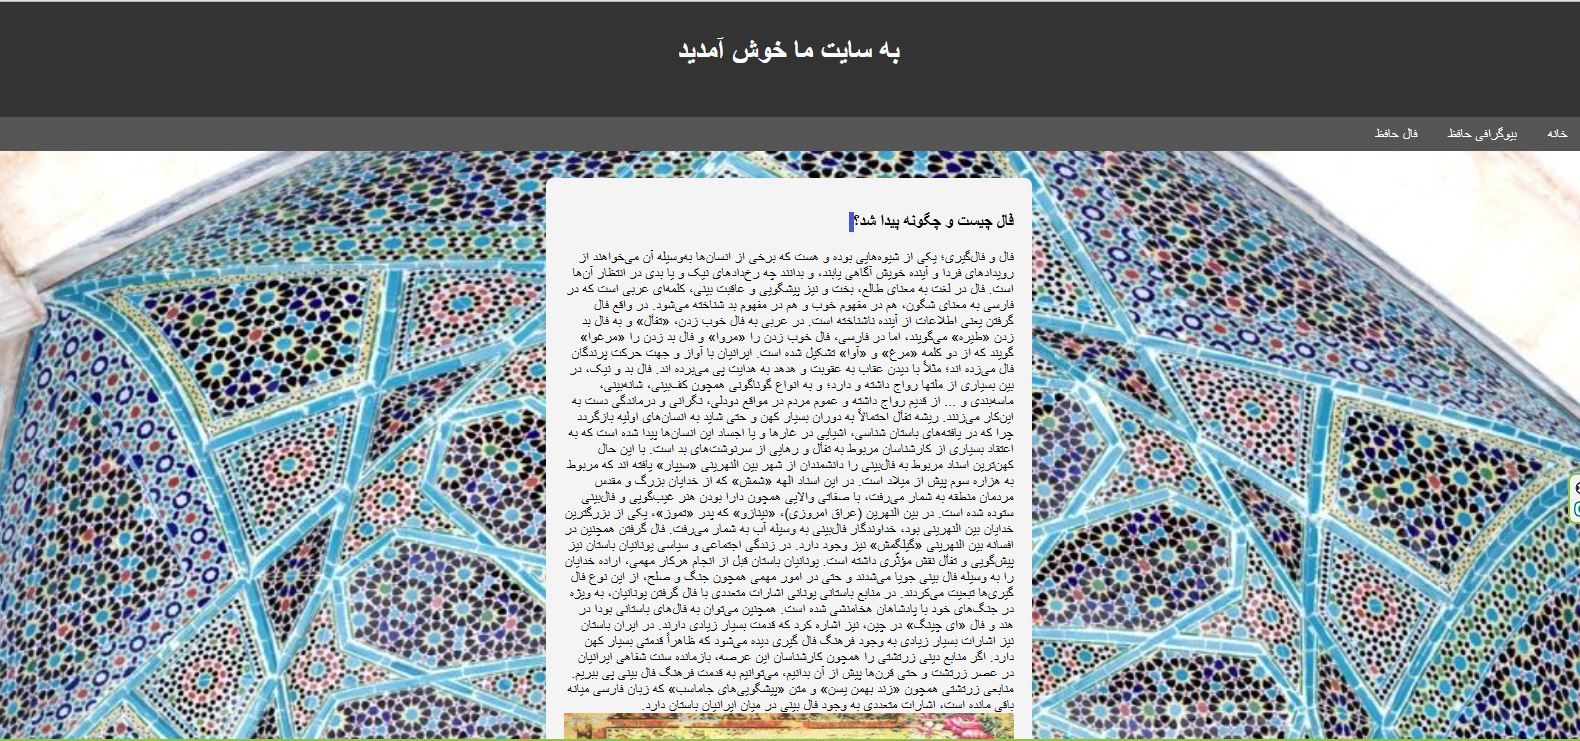 به سایت ما خوش آمدید
خانه
بیوگرافی حافظ
فال حافظ
فال چیست و چگونه پیدا شد؟
فال و فال‌گیری؛ یکی از شیوه‌هایی بوده و هست که برخی از انسان‌ها به‌وسیله آن می‌خواهند از
رویدادهای فردا و آینده خویش آگاهی یابند، و بدانند چه رخ‌دادهای نیک و یا بدی در انتظار آن‌ها
است. فال در لغت به معنای طالع، بخت و نیز پیشگویی و عاقبت بینی، کلمه‌ای عربی است که در
فارسی به معنای شگون، هم در مفهوم خوب و هم در مفهوم بد شناخته می‌شود. در واقع فال
گرفتن یعنی اطلاعات از آینده ناشناخته است. در عربی به فال خوب زدن، «تفأل» و به فال بد
زدن «طیره» می‌گویند، اما در فارسی، فال خوب زدن را «مروا» و فال بد زدن را «مرغوا»
گویند که از دو کلمه «مرغ» و «آوا» تشکیل شده است. ایرانیان با آواز و جهت حرکت پرندگان
فال می‌زده اند؛ مثلاً با دیدن عقاب به عقوبت و هدهد به هدایت پی می‌برده اند. فال بد و نیک، در
بین بسیاری از ملتها رواج داشته و دارد؛ و به انواع گوناگونی همچون کف‌بینی، شانه‌بینی،
ماسه‌بندی و ... از قدیم رواج داشته و عموم مردم در مواقع دودلی، نگرانی و درماندگی دست به
این‌کار می‌زنند. ریشه تفأل احتمالاً به دوران بسیار کهن و حتی شاید به انسان‌های اولیه بازگردد
چرا که در یافته‌های باستان شناسی، اشیایی در غارها و یا اجساد این انسان‌ها پیدا شده است که به
اعتقاد بسیاری از کارشناسان مربوط به تفأل و رهایی از سرنوشت‌های بد است. با این حال
کهن‌ترین اسناد مربوط به فال‌بینی را دانشمندان از شهر بین النهرینی «سیپار» یافته اند که مربوط
به هزاره سوم پیش از میلاد است. در این اسناد الهه «شمش» که از خدایان بزرگ و مقدس
مردمان منطقه به شمار می‌رفت، با صفاتی والایی همچون دارا بودن هنر غیب‌گویی و فال‌بینی
ستوده شده است. در بین النهرین (عراق امروزی)، «نینازو» که پدر «تموز»، یکی از بزرگترین
خدایان بین النهرینی بود، خداوندگار فال‌بینی به وسیله آب به شمار می‌رفت. فال گرفتن همچنین در
افسانه بین النهرینی «گیلگمش» نیز وجود دارد. در زندگی اجتماعی و سیاسی یونانیان باستان نیز
پیش‌گویی و تفأل نقش مؤثّری داشته است. یونانیان باستان قبل از انجام هرکار مهمی، اراده خدایان
را به وسیله فال بینی جویا می‌شدند و حتی در امور مهمی همچون جنگ و صلح، از این نوع فال
گیری‌ها تبعیت می‌کردند. در منابع باستانی یونانی اشارات متعددی با فال گرفتن یونانیان، به ویژه
در جنگ‌های خود با پادشاهان هخامنشی شده است. همچنین می‌توان به فال‌های باستانی بودا در
هند و فال «ای چینگ» در چین، نیز اشاره کرد که قدمت بسیار زیادی دارند. در ایران باستان
نیز اشارات بسیار زیادی به وجود فرهنگ فال گیری دیده می‌شود که ظاهراً قدمتی بسیار کهن
دارد. اگر منابع دینی زرتشتی را همچون کارشناسان این عرصه، بازمانده سنت شفاهی ایرانیان
در عصر زرتشت و حتی قرن‌ها پیش از آن بدانیم، می‌توانیم به قدمت فرهنگ فال بینی پی ببریم.
منابعی زرتشتی همچون «زند بهمن یسن» و متن «پیشگویی‌های جاماسب» که زبان فارسی میانه
باقی مانده است، اشارات متعددی به وجود فال بینی در میان ایرانیان باستان دارد.